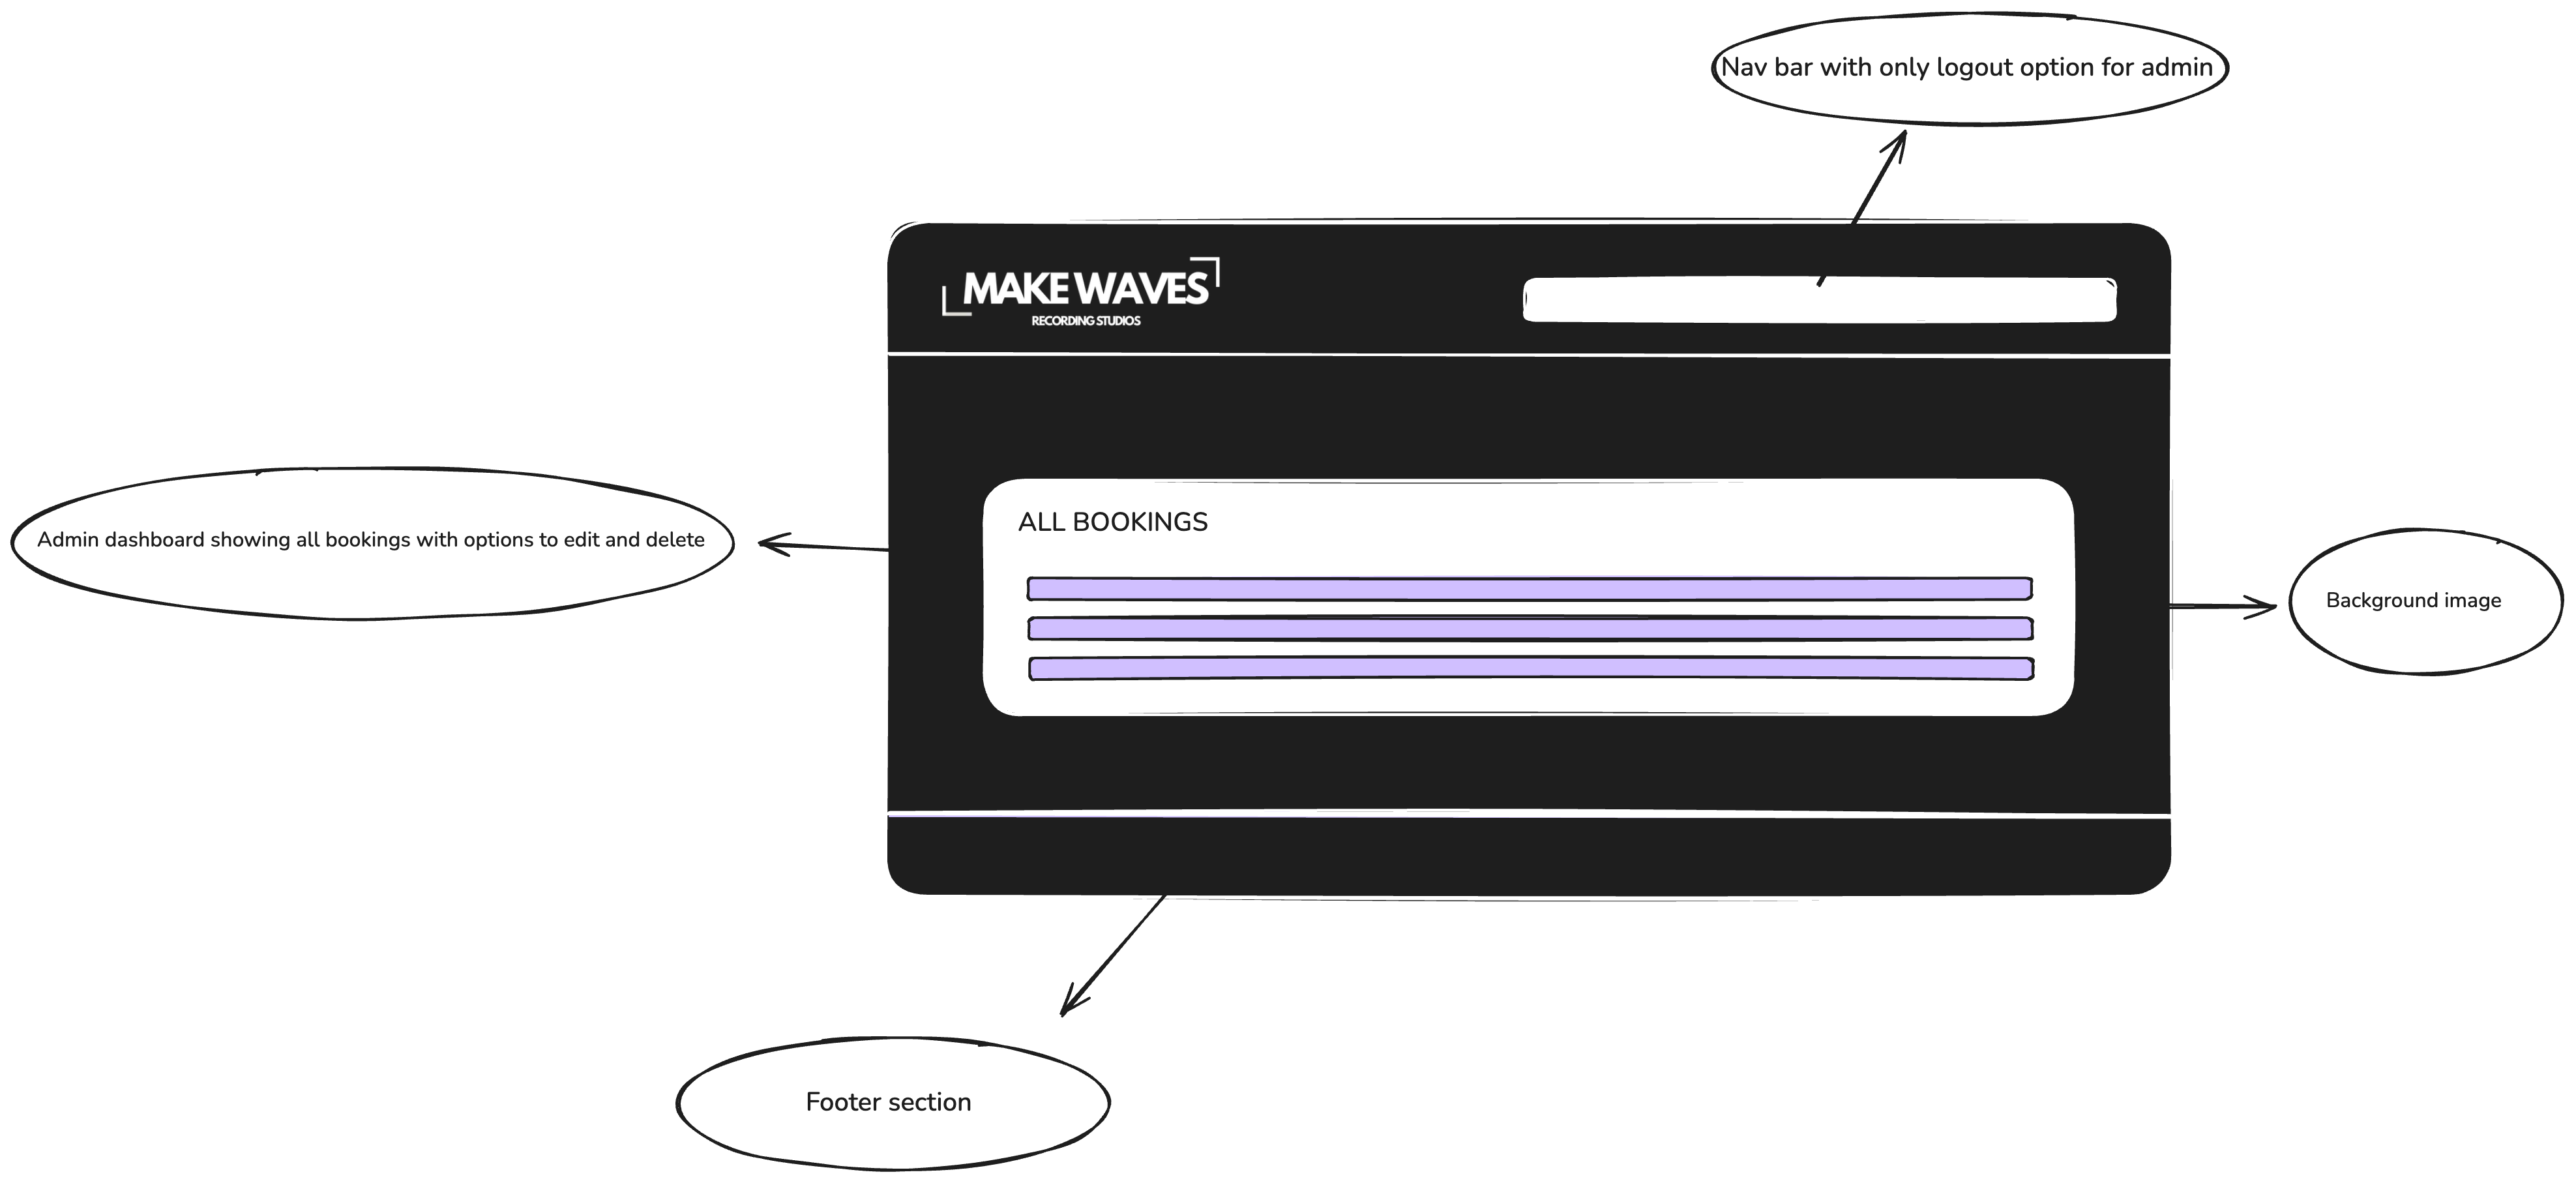 Nav bar with only logout option for admin
MAKE WAVES
RECORDING STUDIOS
ALL BOOKINGS
Admin dashboard showing all bookings with options to edit and delete
Background image
Footer section